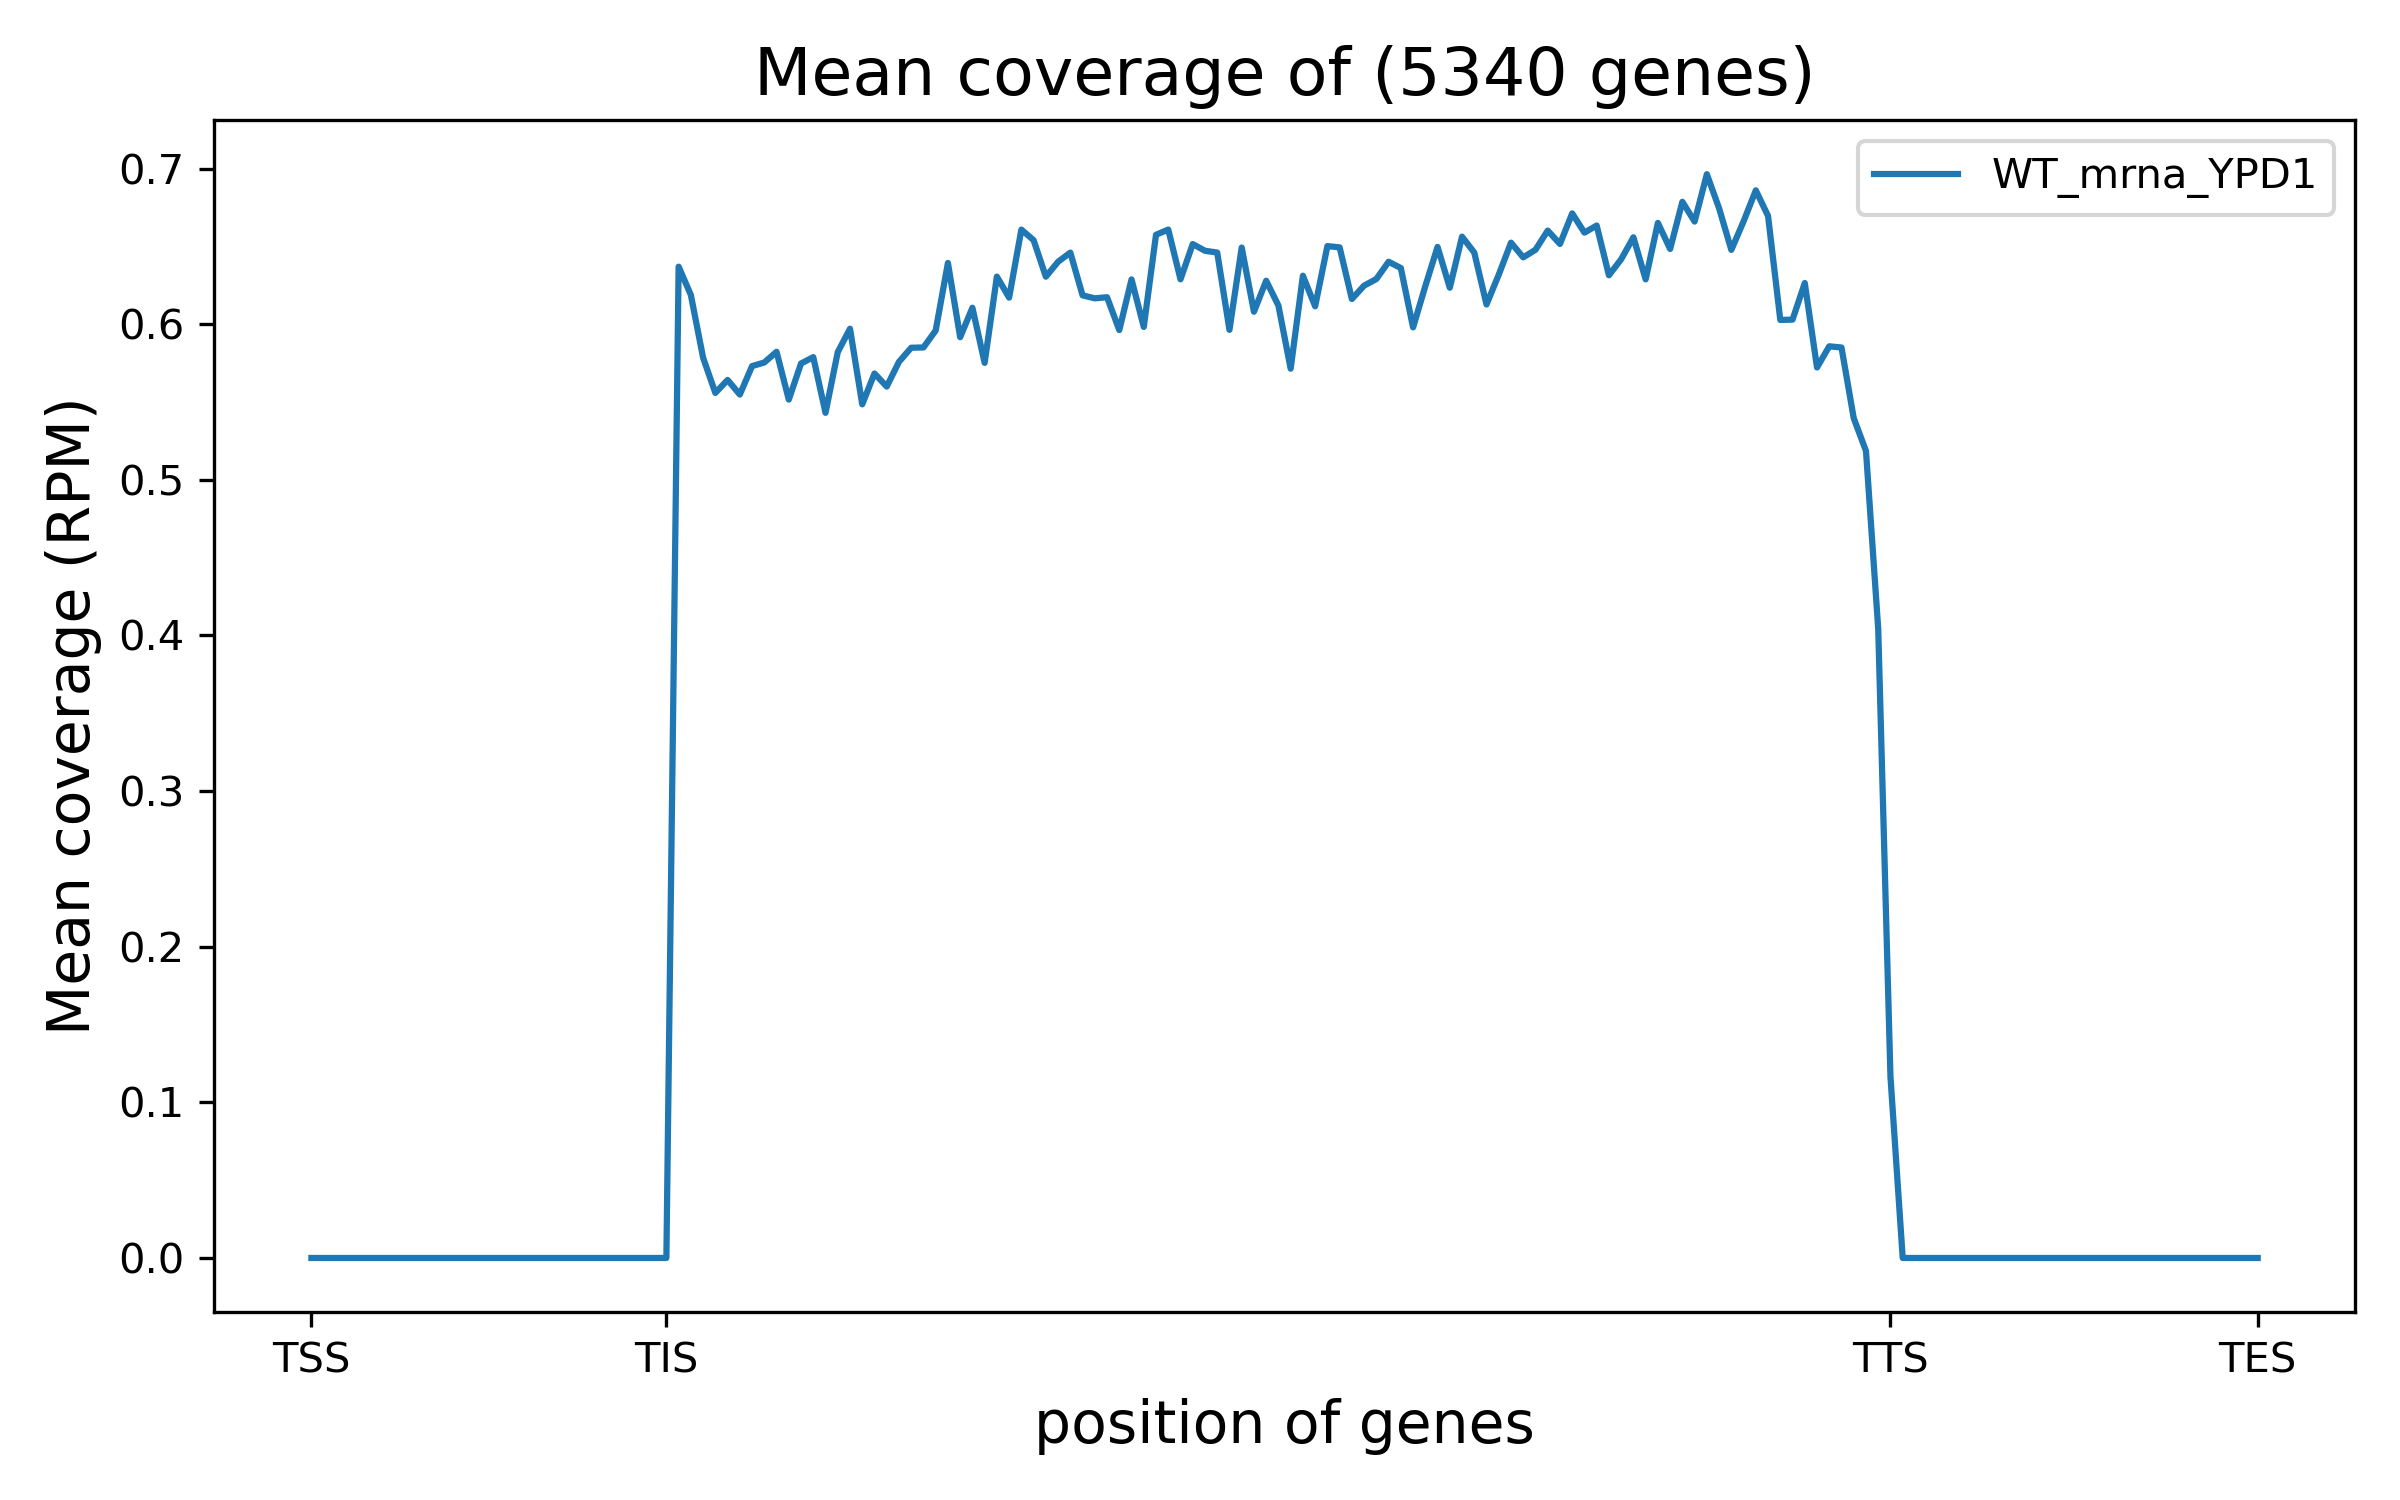 Mean coverage of (5340 genes)
WT_mrna_YPD1
Mean coverage (RPM)
0.7
0.6
0.5
0.4
0.3
0.2
0.1
0.0
TSS TIS TTS TES
position of genes